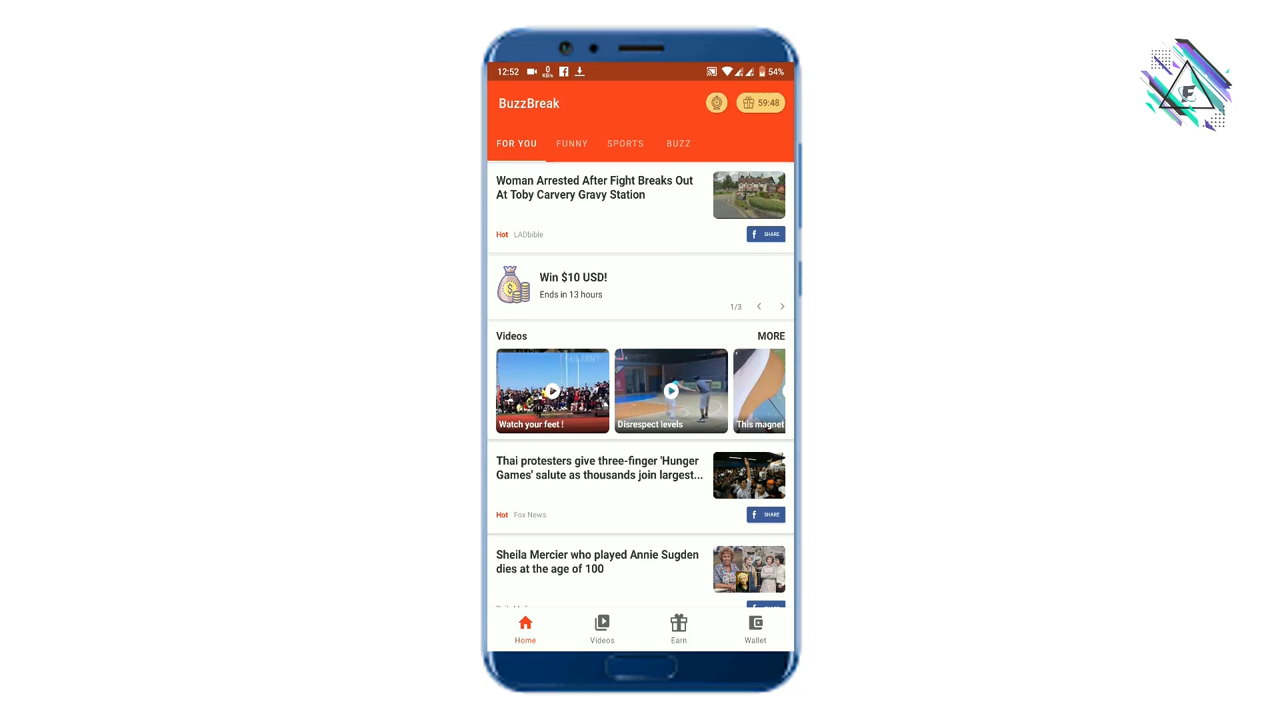 12:52
0
KB/s
54%
BuzzBreak
59:48
FOR YOU
FUNNY
SPORTS
BUZZ
Woman Arrested After Fight Breaks Out
At Toby Carvery Gravy Station
Hot LADbible
f SHARE
Win $10 USD!
Ends in 13 hours
1/3
Videos
MORE
Watch your feet !
Disrespect levels
This magnet
Thai protesters give three-finger 'Hunger
Games' salute as thousands join largest...
Hot Fox News
f SHARE
Sheila Mercier who played Annie Sugden
dies at the age of 100
Home
Videos
Earn
Wallet